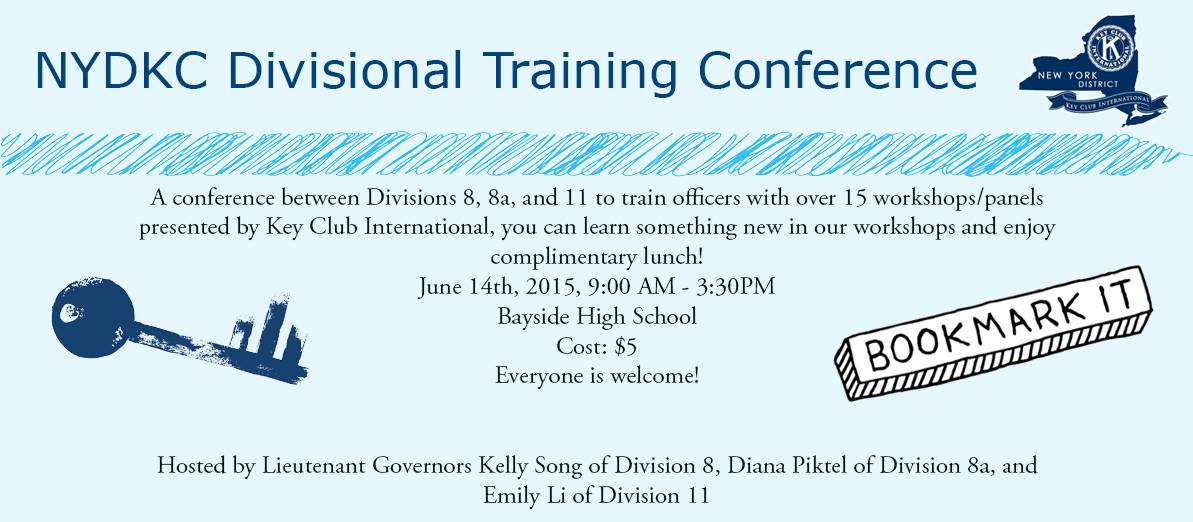 NYDKC Divisional Training Conference
KEY CLUB
K
INTERNATIONAL
NEW YORK
DISTRICT
KEY CLUB INTERNATIONAL
A conference between Divisions 8, 8a, and 11 to train officers with over 15 workshops/panels
presented by Key Club International, you can learn something new in our workshops and enjoy
complimentary lunch!
June 14th, 2015, 9:00 AM - 3:30PM
Bayside High School
Cost: $5
Everyone is welcome!
BOOKMARK IT
Hosted by Lieutenant Governors Kelly Song of Division 8, Diana Piktel of Division 8a, and
Emily Li of Division 11